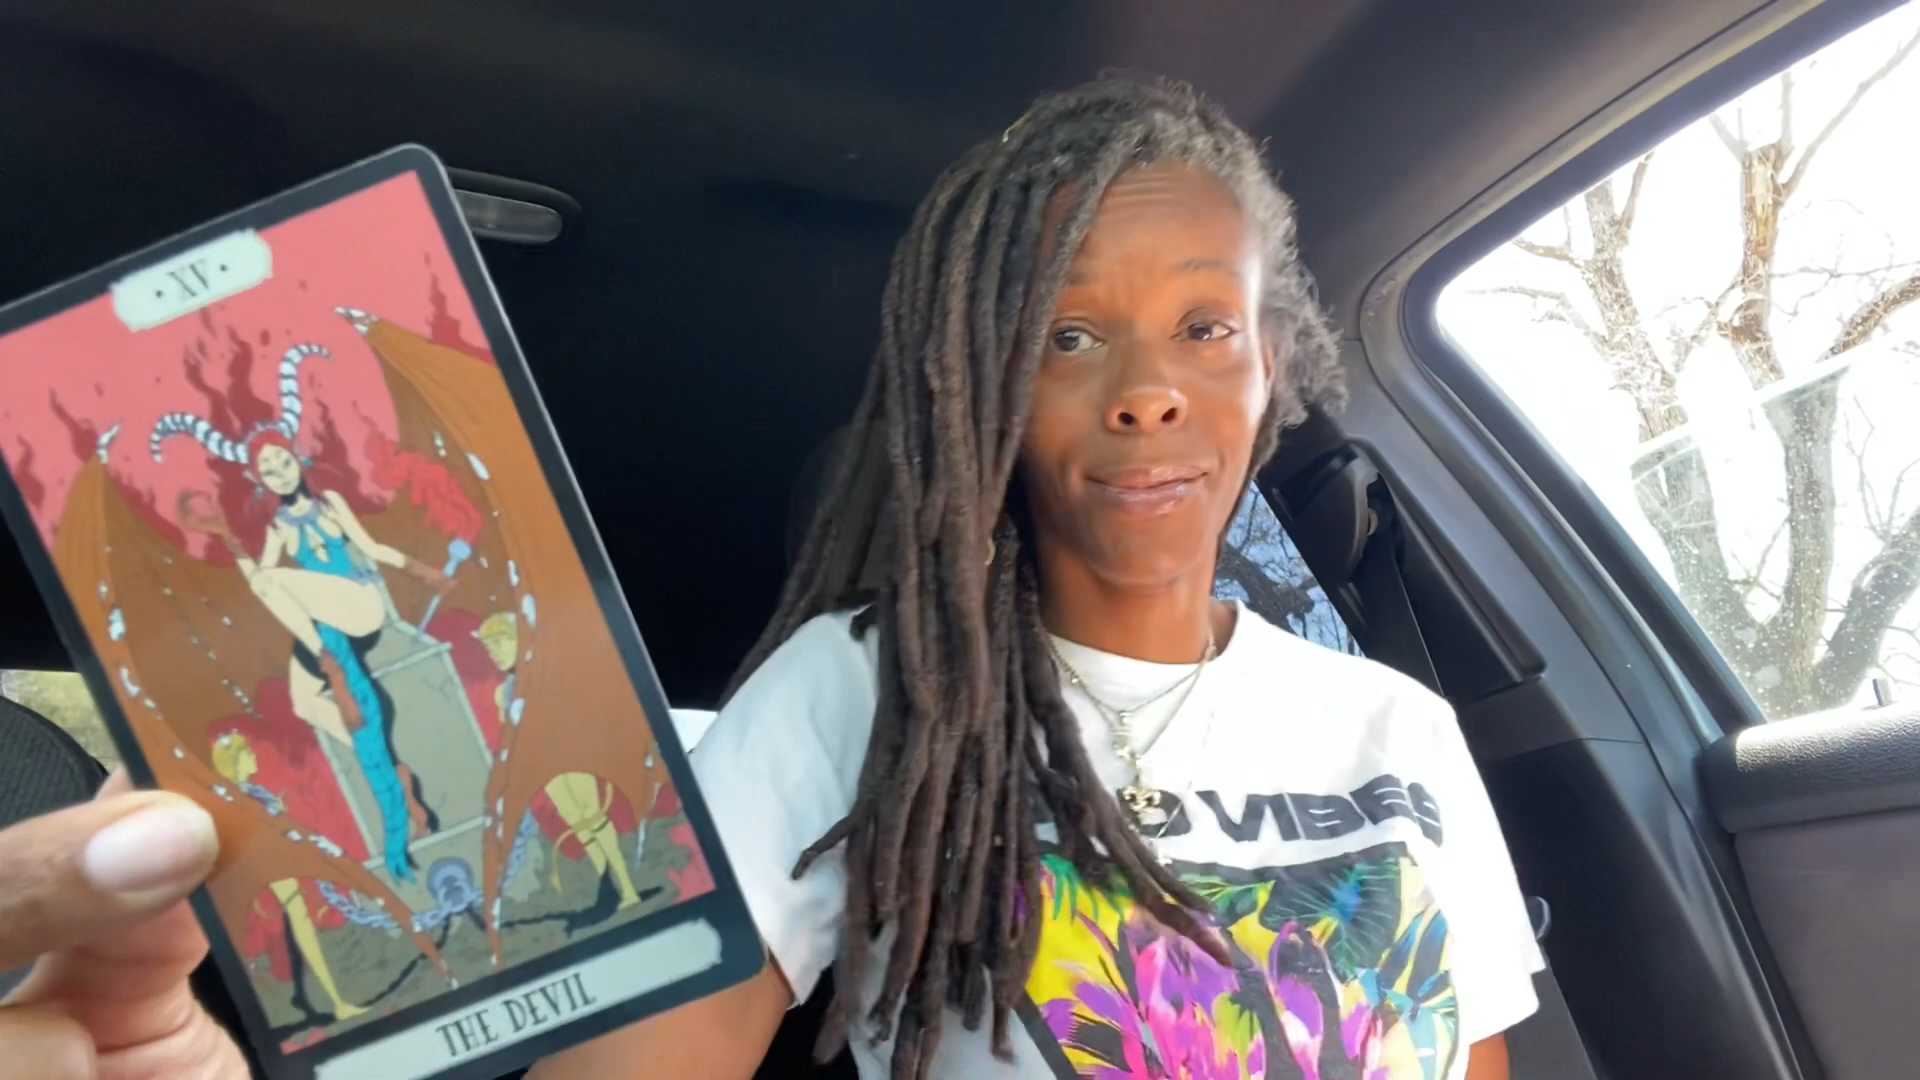 • XV •
THE DEVIL
VIBES